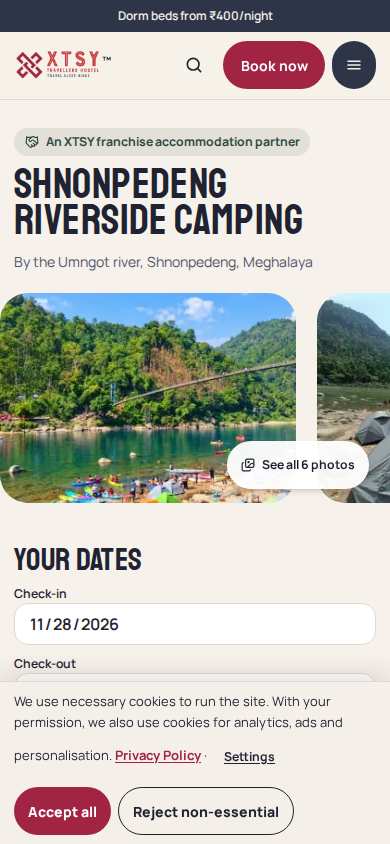 Dorm beds from ₹400/night
XTSY™
TRAVELLERS HOSTEL
TRAVEL SLEEP BINGE
Book now
An XTSY franchise accommodation partner
SHNONPEDENG
RIVERSIDE CAMPING
By the Umngot river, Shnonpedeng, Meghalaya
See all 6 photos
YOUR DATES
Check-in
11/28/2026
Check-out
We use necessary cookies to run the site. With your
permission, we also use cookies for analytics, ads and
personalisation. Privacy Policy · Settings
Accept all Reject non-essential